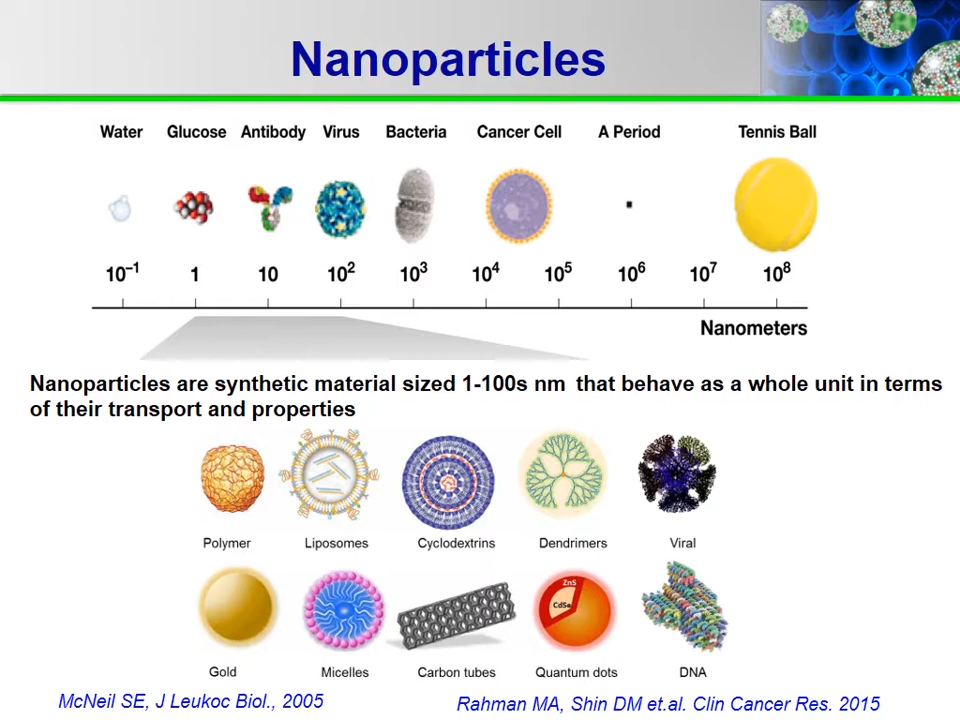 Nanoparticles
Water Glucose Antibody Virus Bacteria Cancer Cell A Period Tennis Ball
10⁻¹ 1 10 10² 10³ 10⁴ 10⁵ 10⁶ 10⁷ 10⁸
Nanometers
Nanoparticles are synthetic material sized 1-100s nm that behave as a whole unit in terms
of their transport and properties
Polymer Liposomes Cyclodextrins Dendrimers Viral
ZnS
CdSe
Gold Micelles Carbon tubes Quantum dots DNA
McNeil SE, J Leukoc Biol., 2005
Rahman MA, Shin DM et.al. Clin Cancer Res. 2015